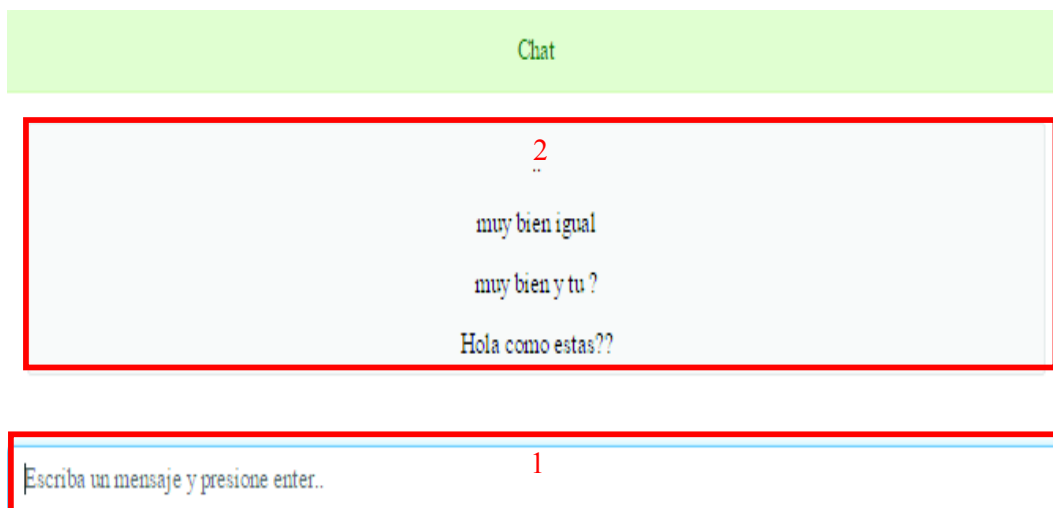 Chat
2
..
muy bien igual
muy bien y tu ?
Hola como estas??
1
Escriba un mensaje y presione enter..